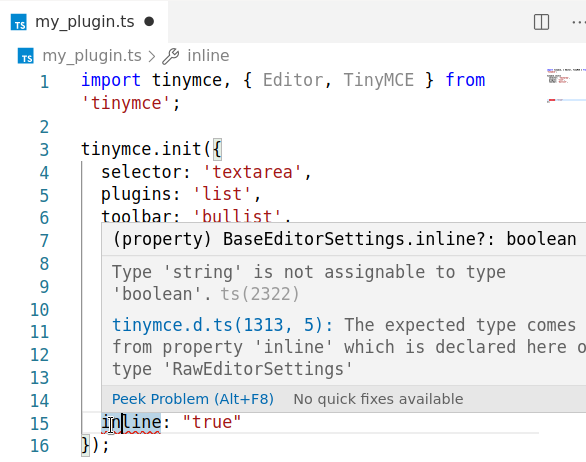 TS my_plugin.ts ●
TS my_plugin.ts > inline
1 import tinymce, { Editor, TinyMCE } from
'tinymce';
2
3 tinymce.init({
4 selector: 'textarea',
5 plugins: 'list',
6 toolbar: 'bullist',
7
(property) BaseEditorSettings.inline?: boolean
8
Type 'string' is not assignable to type
9
'boolean'. ts(2322)
10
11
tinymce.d.ts(1313, 5): The expected type comes
12
from property 'inline' which is declared here o
13
type 'RawEditorSettings'
14
Peek Problem (Alt+F8) No quick fixes available
15 inline: "true"
16 });